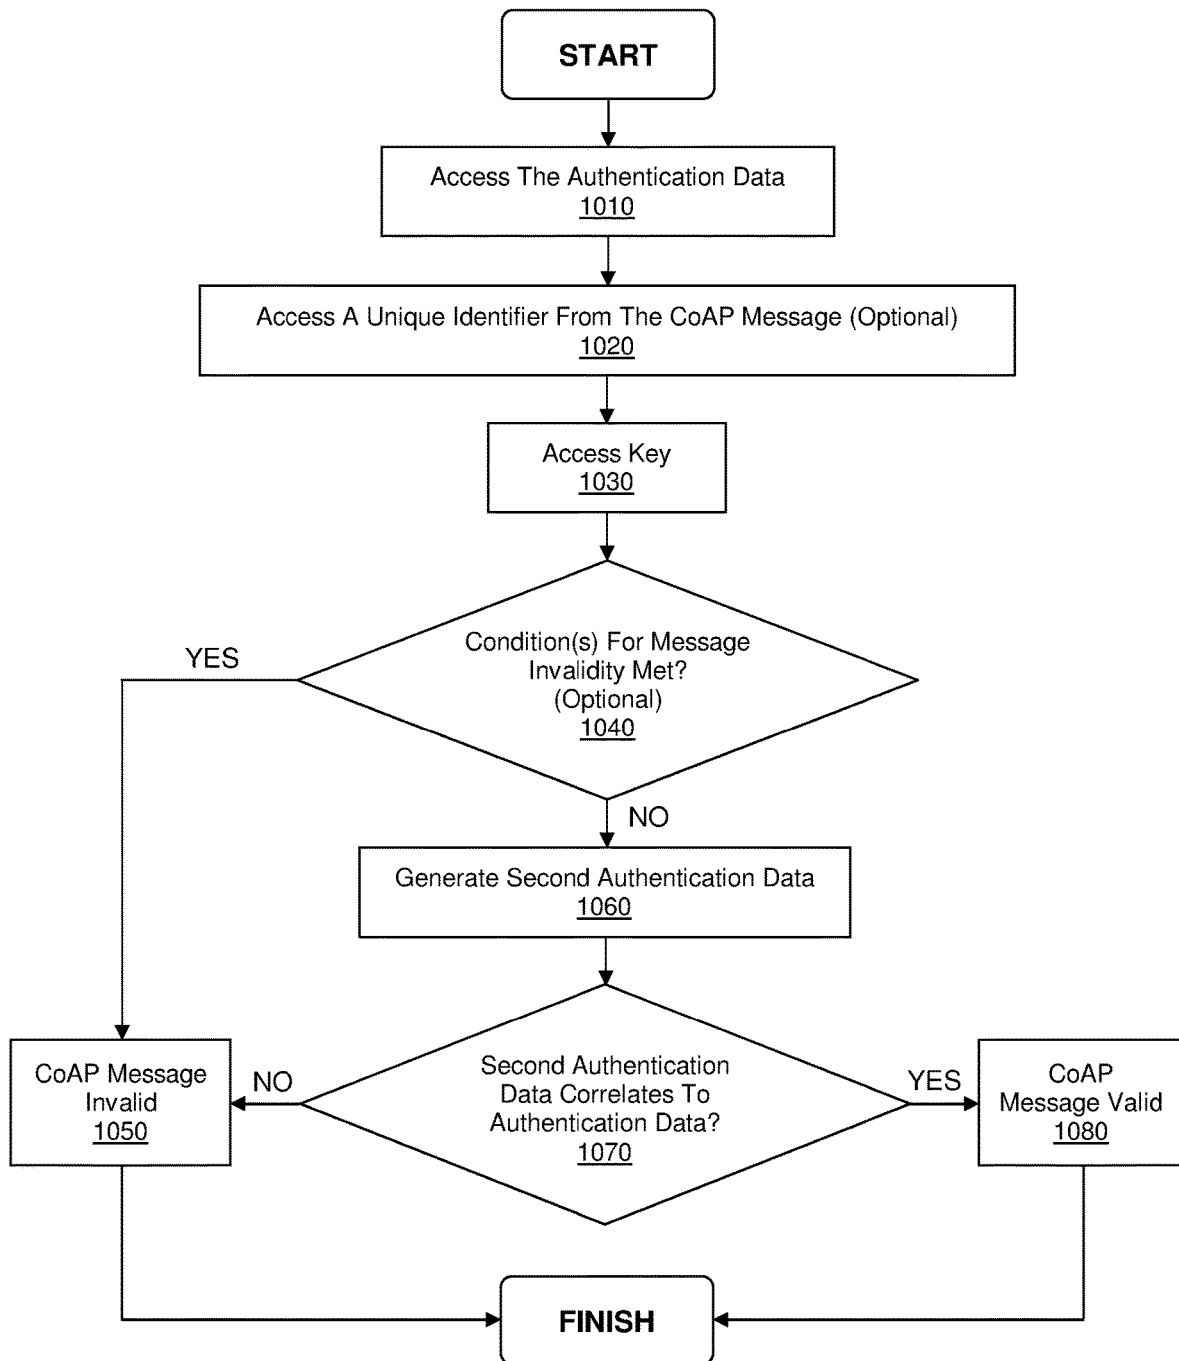 START
Access The Authentication Data
1010
Access A Unique Identifier From The CoAP Message (Optional)
1020
Access Key
1030
YES
Condition(s) For Message
Invalidity Met?
(Optional)
1040
NO
Generate Second Authentication Data
1060
CoAP Message
Invalid
1050
NO
Second Authentication
Data Correlates To
Authentication Data?
1070
YES
CoAP
Message Valid
1080
FINISH